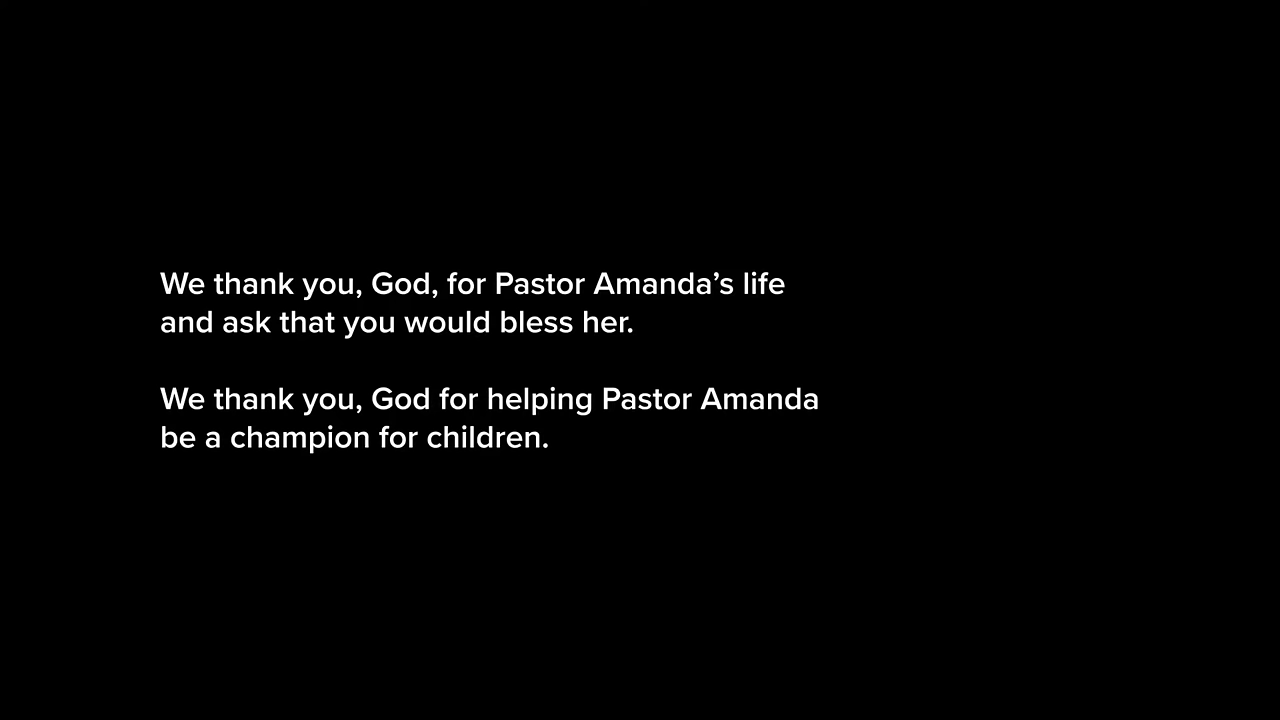 We thank you, God, for Pastor Amanda’s life
and ask that you would bless her.
We thank you, God for helping Pastor Amanda
be a champion for children.